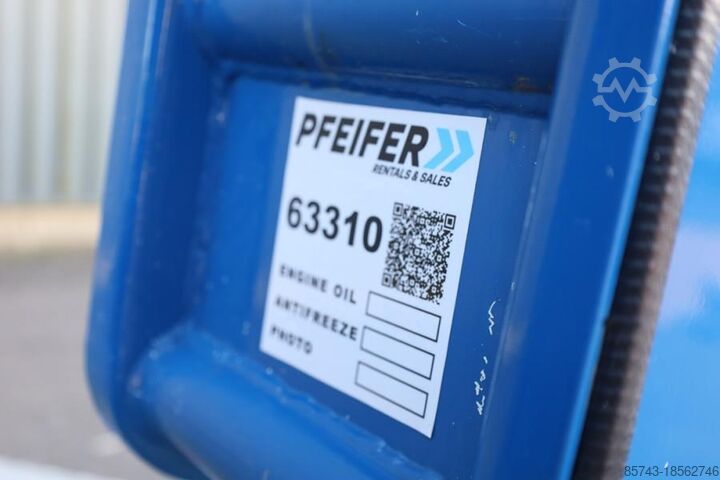 PFEIFER
RENTALS & SALES
63310
ENGINE OIL
ANTIFREEZE
PHOTO
85743-18562746